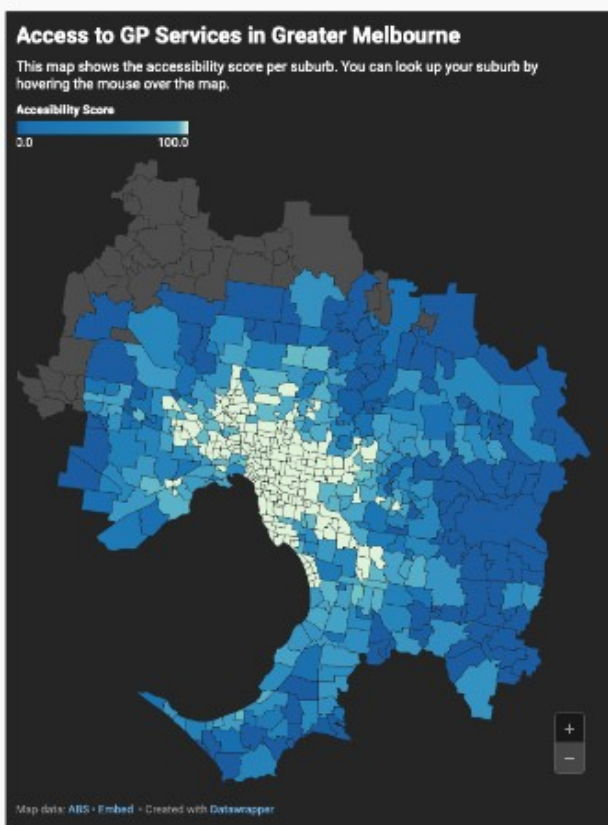 Access to GP Services in Greater Melbourne
This map shows the accessibility score per suburb. You can look up your suburb by
hovering the mouse over the map.
Accesibility Score
0.0 100.0
+
−
Map data: ABS • Embed • Created with Datawrapper